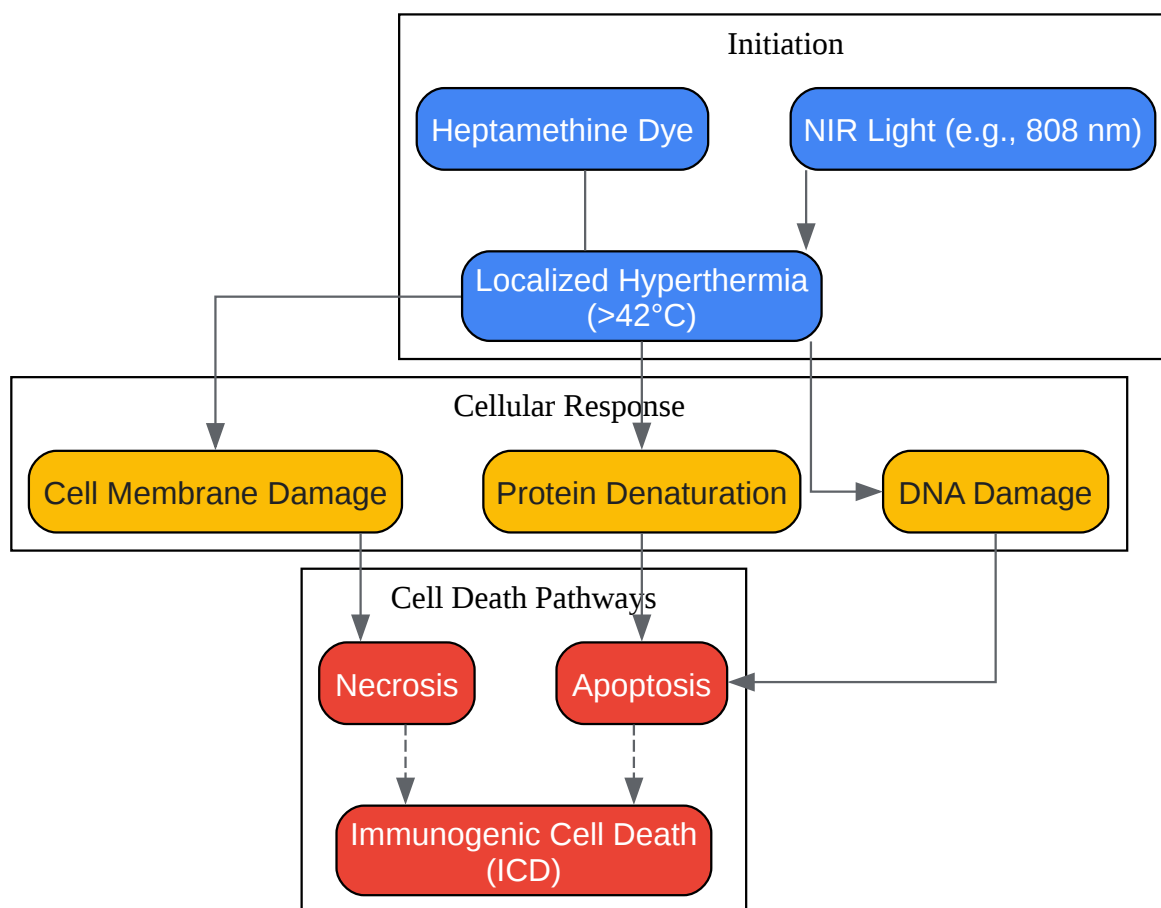 Initiation
Heptamethine Dye
NIR Light (e.g., 808 nm)
Localized Hyperthermia
(>42°C)
Cellular Response
Cell Membrane Damage
Protein Denaturation
DNA Damage
Cell Death Pathways
Necrosis
Apoptosis
Immunogenic Cell Death
(ICD)